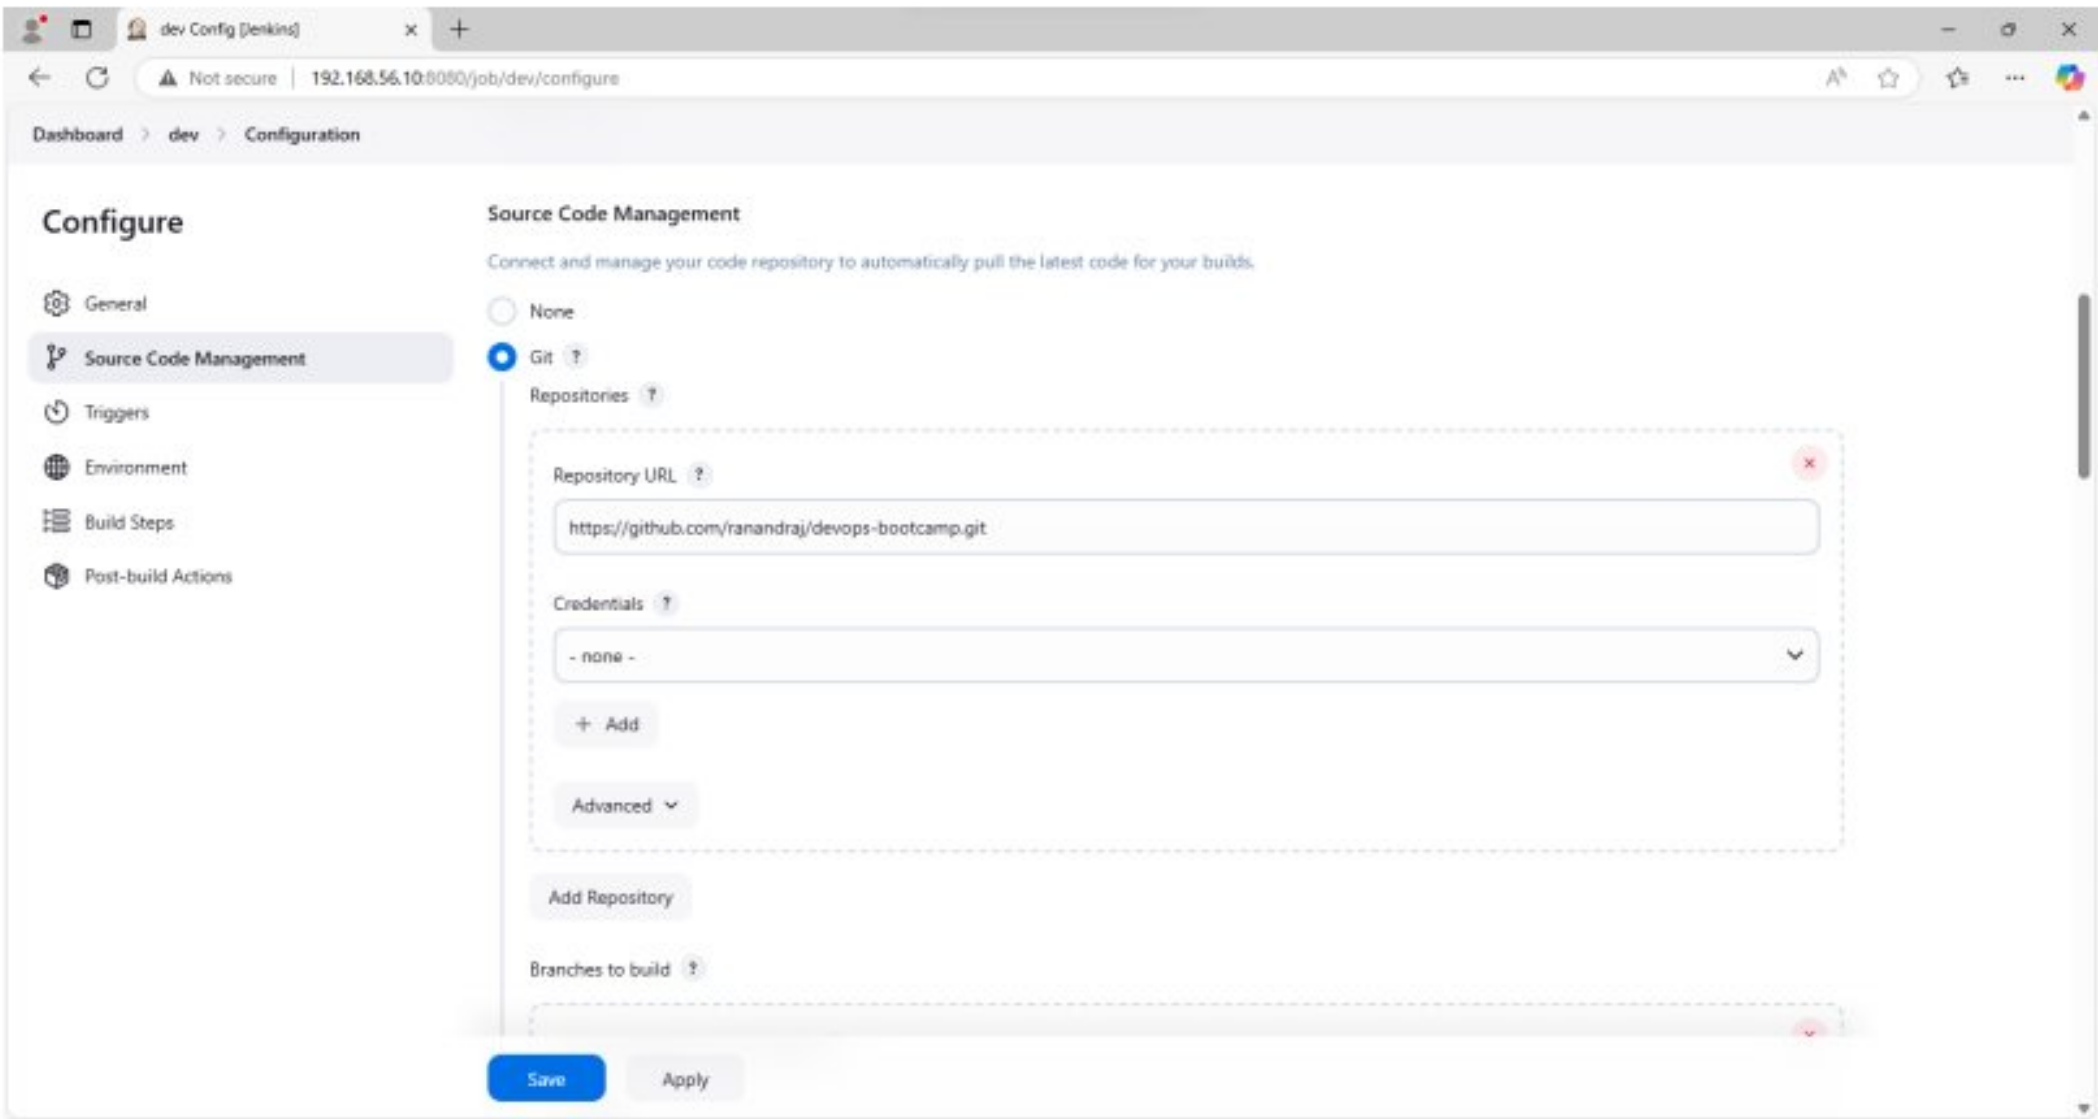 dev Config [Jenkins]
Not secure | 192.168.56.10:8080/job/dev/configure
Dashboard > dev > Configuration
Configure
General
Source Code Management
Triggers
Environment
Build Steps
Post-build Actions
Source Code Management
Connect and manage your code repository to automatically pull the latest code for your builds.
None
Git ?
Repositories ?
Repository URL ?
https://github.com/ranandraj/devops-bootcamp.git
Credentials ?
- none -
+ Add
Advanced
Add Repository
Branches to build ?
Save
Apply